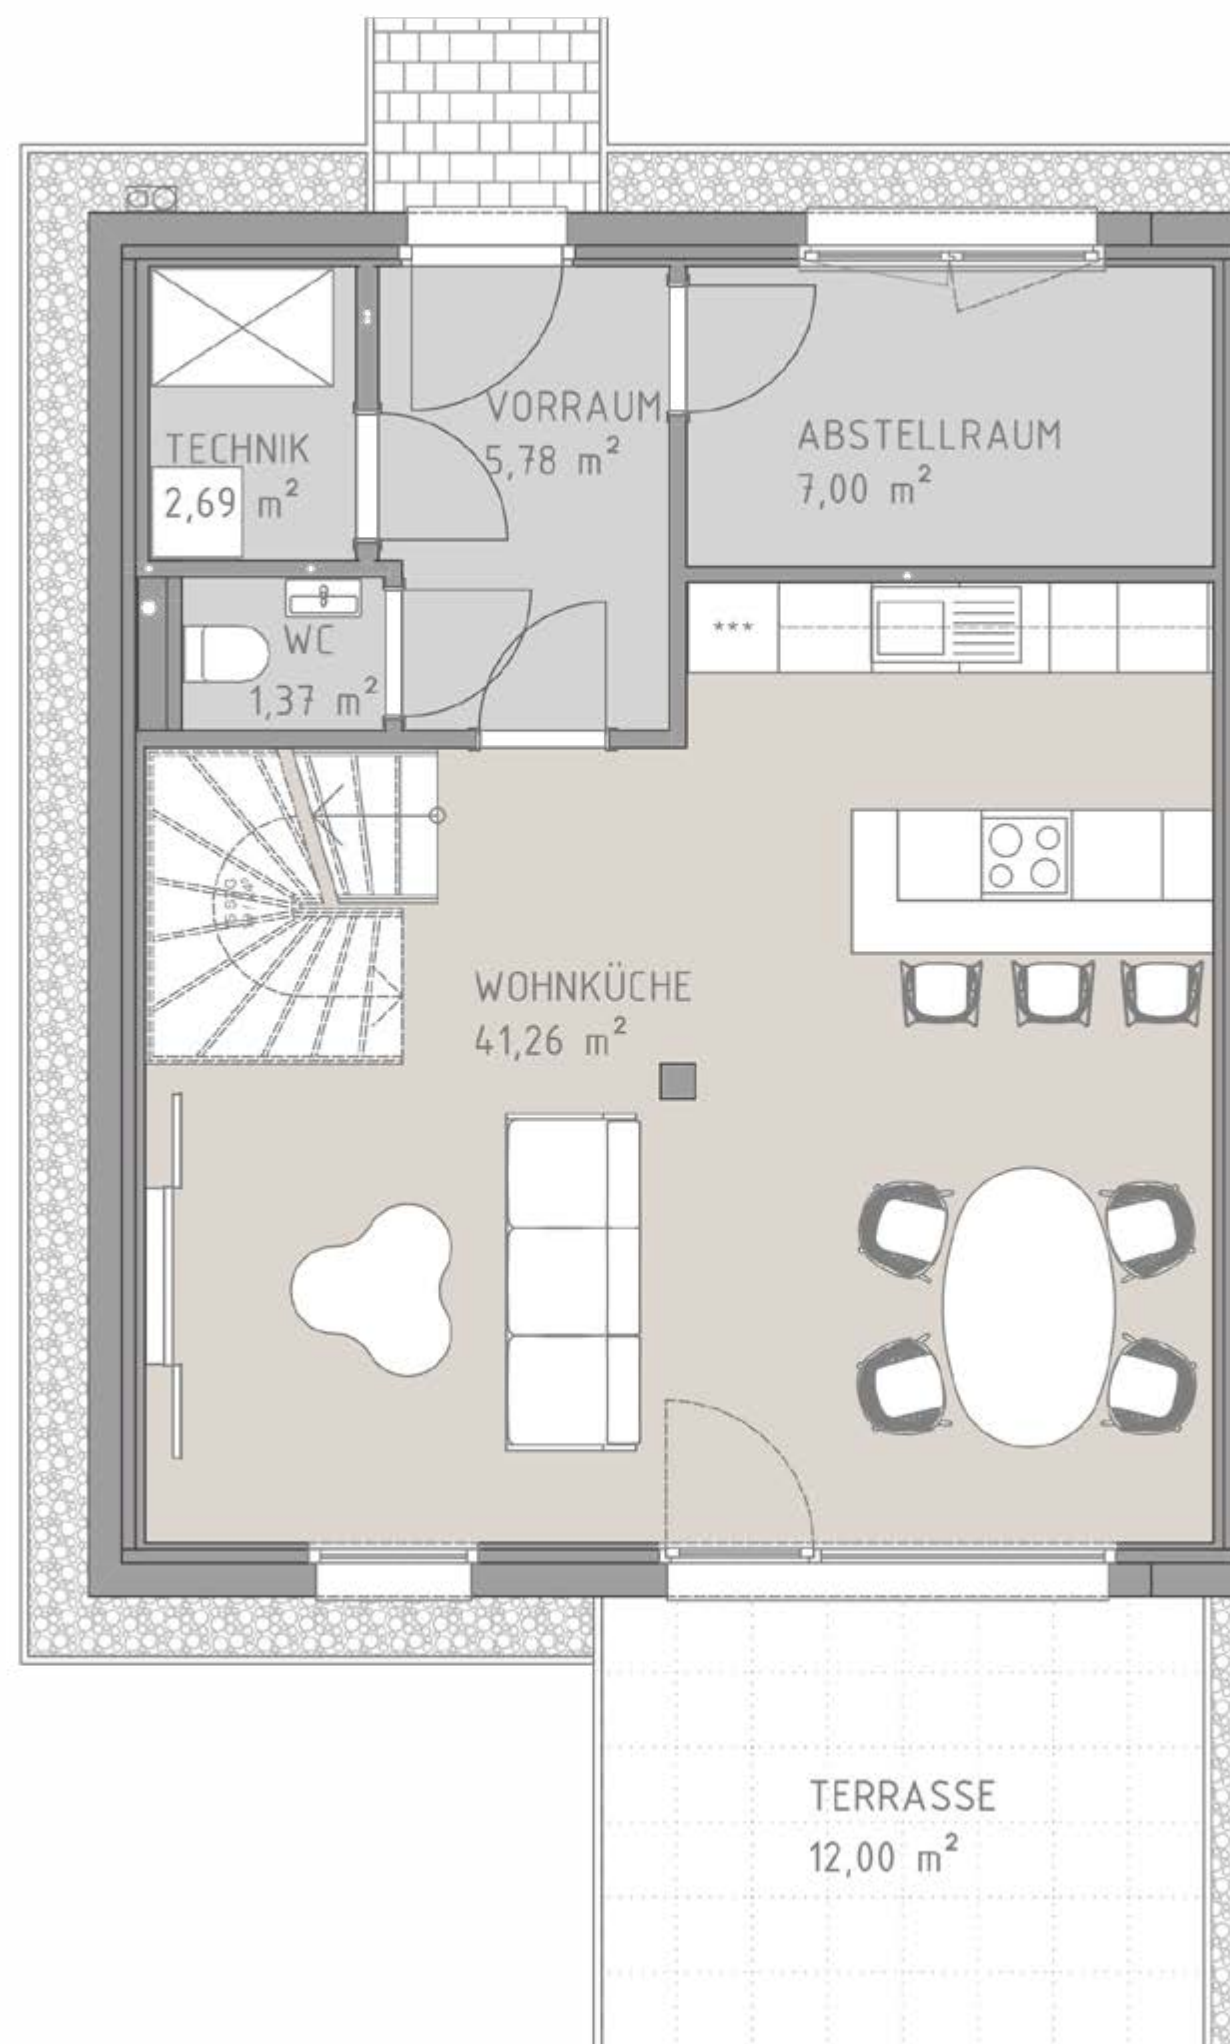 VORRAUM
5,78 m²
ABSTELLRAUM
7,00 m²
TECHNIK
2,69 m²
***
WC
1,37 m²
WOHNKÜCHE
41,26 m²
TERRASSE
12,00 m²